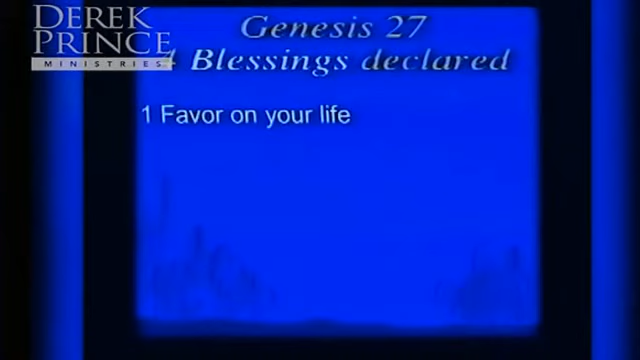 DEREK
PRINCE
MINISTRIES
Genesis 27
4 Blessings declared
1 Favor on your life